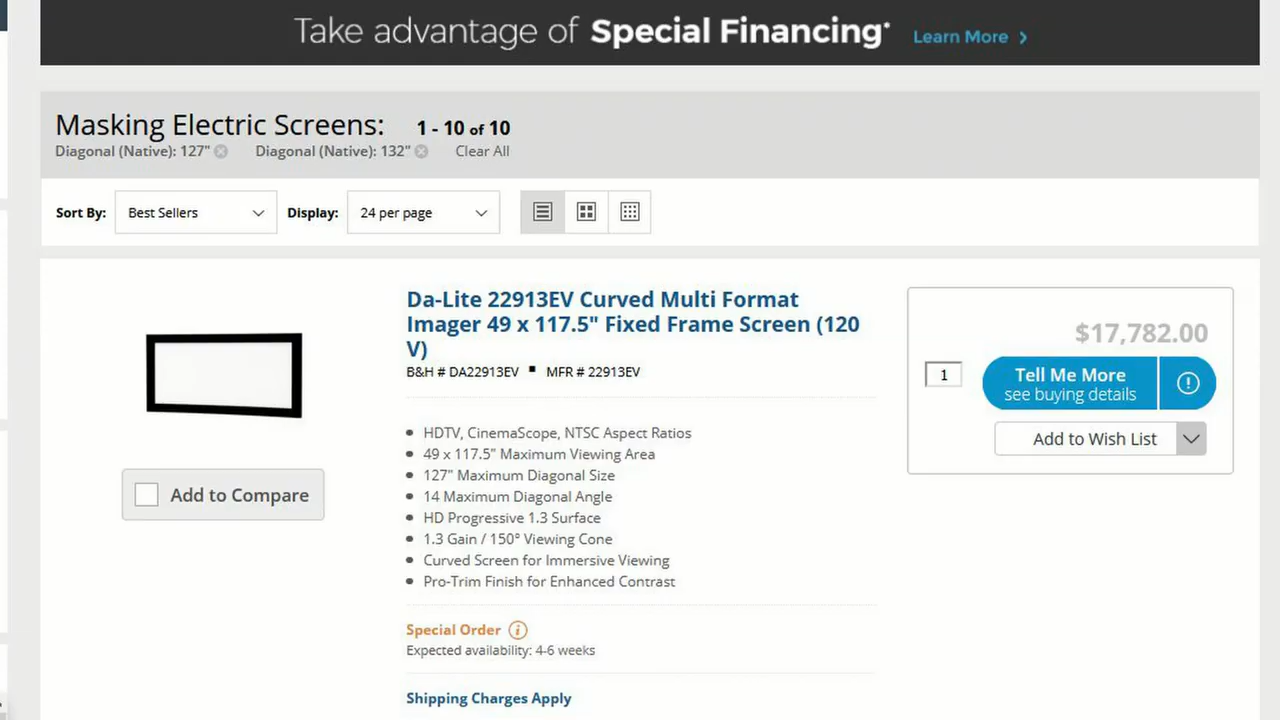 Take advantage of Special Financing* Learn More >
Masking Electric Screens: 1 - 10 of 10
Diagonal (Native): 127" Diagonal (Native): 132" Clear All
Sort By: Best Sellers Display: 24 per page
Da-Lite 22913EV Curved Multi Format
Imager 49 x 117.5" Fixed Frame Screen (120
V)
B&H # DA22913EV ▪ MFR # 22913EV
$17,782.00
1
Tell Me More
see buying details
Add to Wish List
• HDTV, CinemaScope, NTSC Aspect Ratios
• 49 x 117.5" Maximum Viewing Area
• 127" Maximum Diagonal Size
• 14 Maximum Diagonal Angle
• HD Progressive 1.3 Surface
• 1.3 Gain / 150° Viewing Cone
• Curved Screen for Immersive Viewing
• Pro-Trim Finish for Enhanced Contrast
Add to Compare
Special Order
Expected availability: 4-6 weeks
Shipping Charges Apply